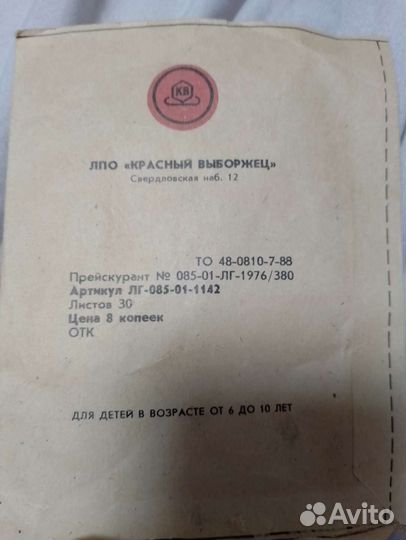 КВ
ЛПО «КРАСНЫЙ ВЫБОРЖЕЦ»
Свердловская наб. 12
ТО 48-0810-7-88
Прейскурант № 085-01-ЛГ-1976/380
Артикул ЛГ-085-01-1142
Листов 30
Цена 8 копеек
ОТК
ДЛЯ ДЕТЕЙ В ВОЗРАСТЕ ОТ 6 ДО 10 ЛЕТ
Avito